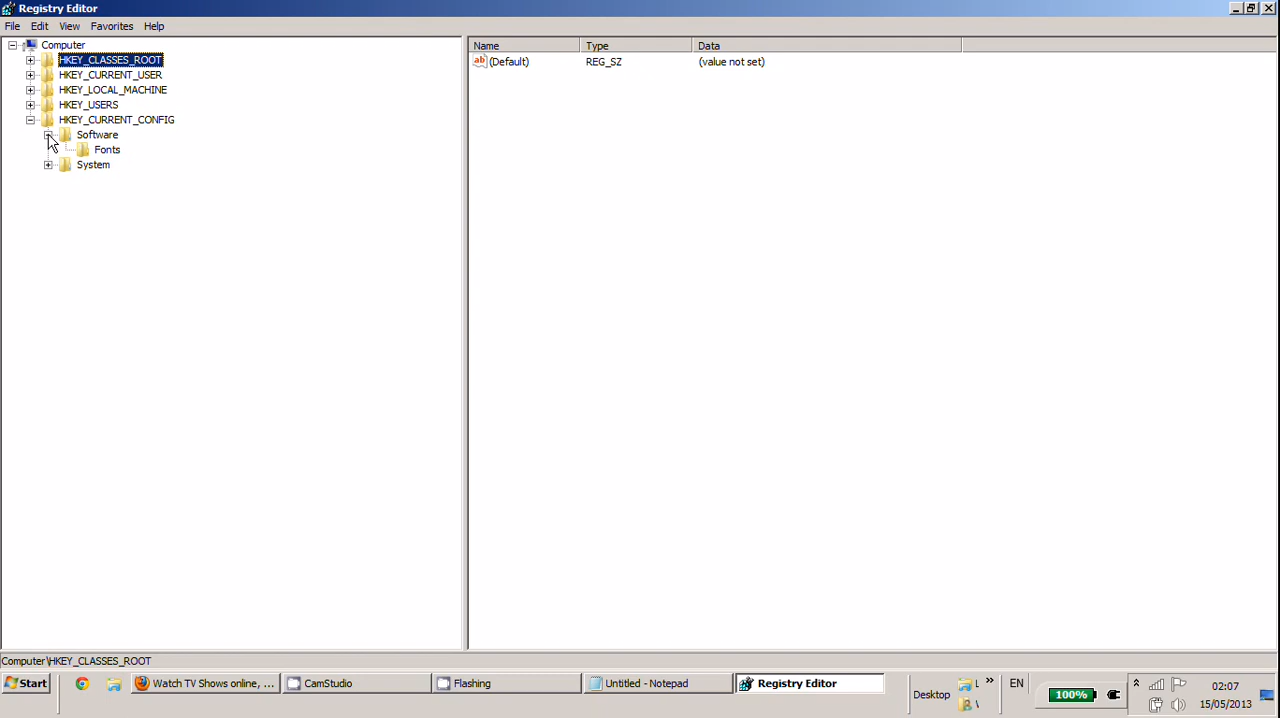 Registry Editor
File Edit View Favorites Help
Computer
HKEY_CLASSES_ROOT
HKEY_CURRENT_USER
HKEY_LOCAL_MACHINE
HKEY_USERS
HKEY_CURRENT_CONFIG
Software
Fonts
System
Name Type Data
ab (Default) REG_SZ (value not set)
Computer\HKEY_CLASSES_ROOT
Start Watch TV Shows online, ... CamStudio Flashing Untitled - Notepad Registry Editor
Desktop L » \
EN
100%
02:07
15/05/2013